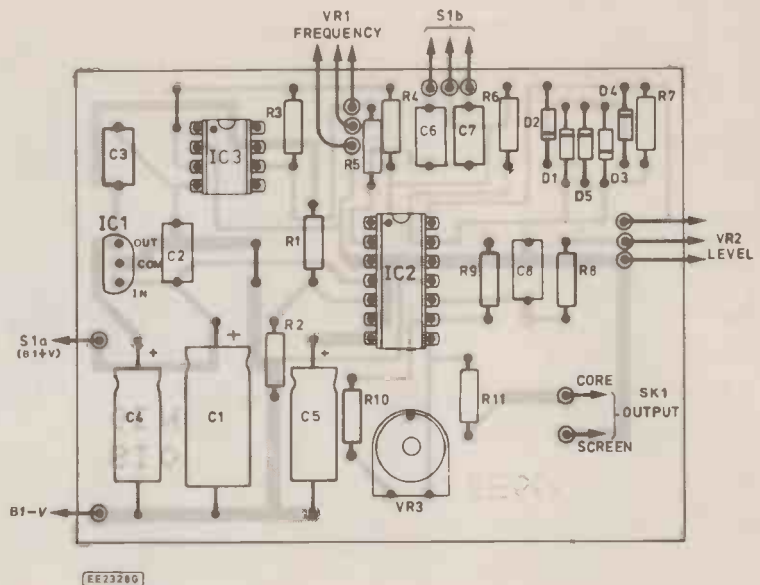 VR1
FREQUENCY
S1b
R3
R4
C6
C7
R6
D2
D4
R7
C3
IC3
R5
D1
D5
D3
IC1
OUT
COM
IN
C2
R1
IC2
R9
C8
R8
VR2
LEVEL
S1a
(B1+V)
+
+
R2
+
C4
C1
C5
R10
R11
CORE
SK1
OUTPUT
SCREEN
VR3
B1-V
EE2328G